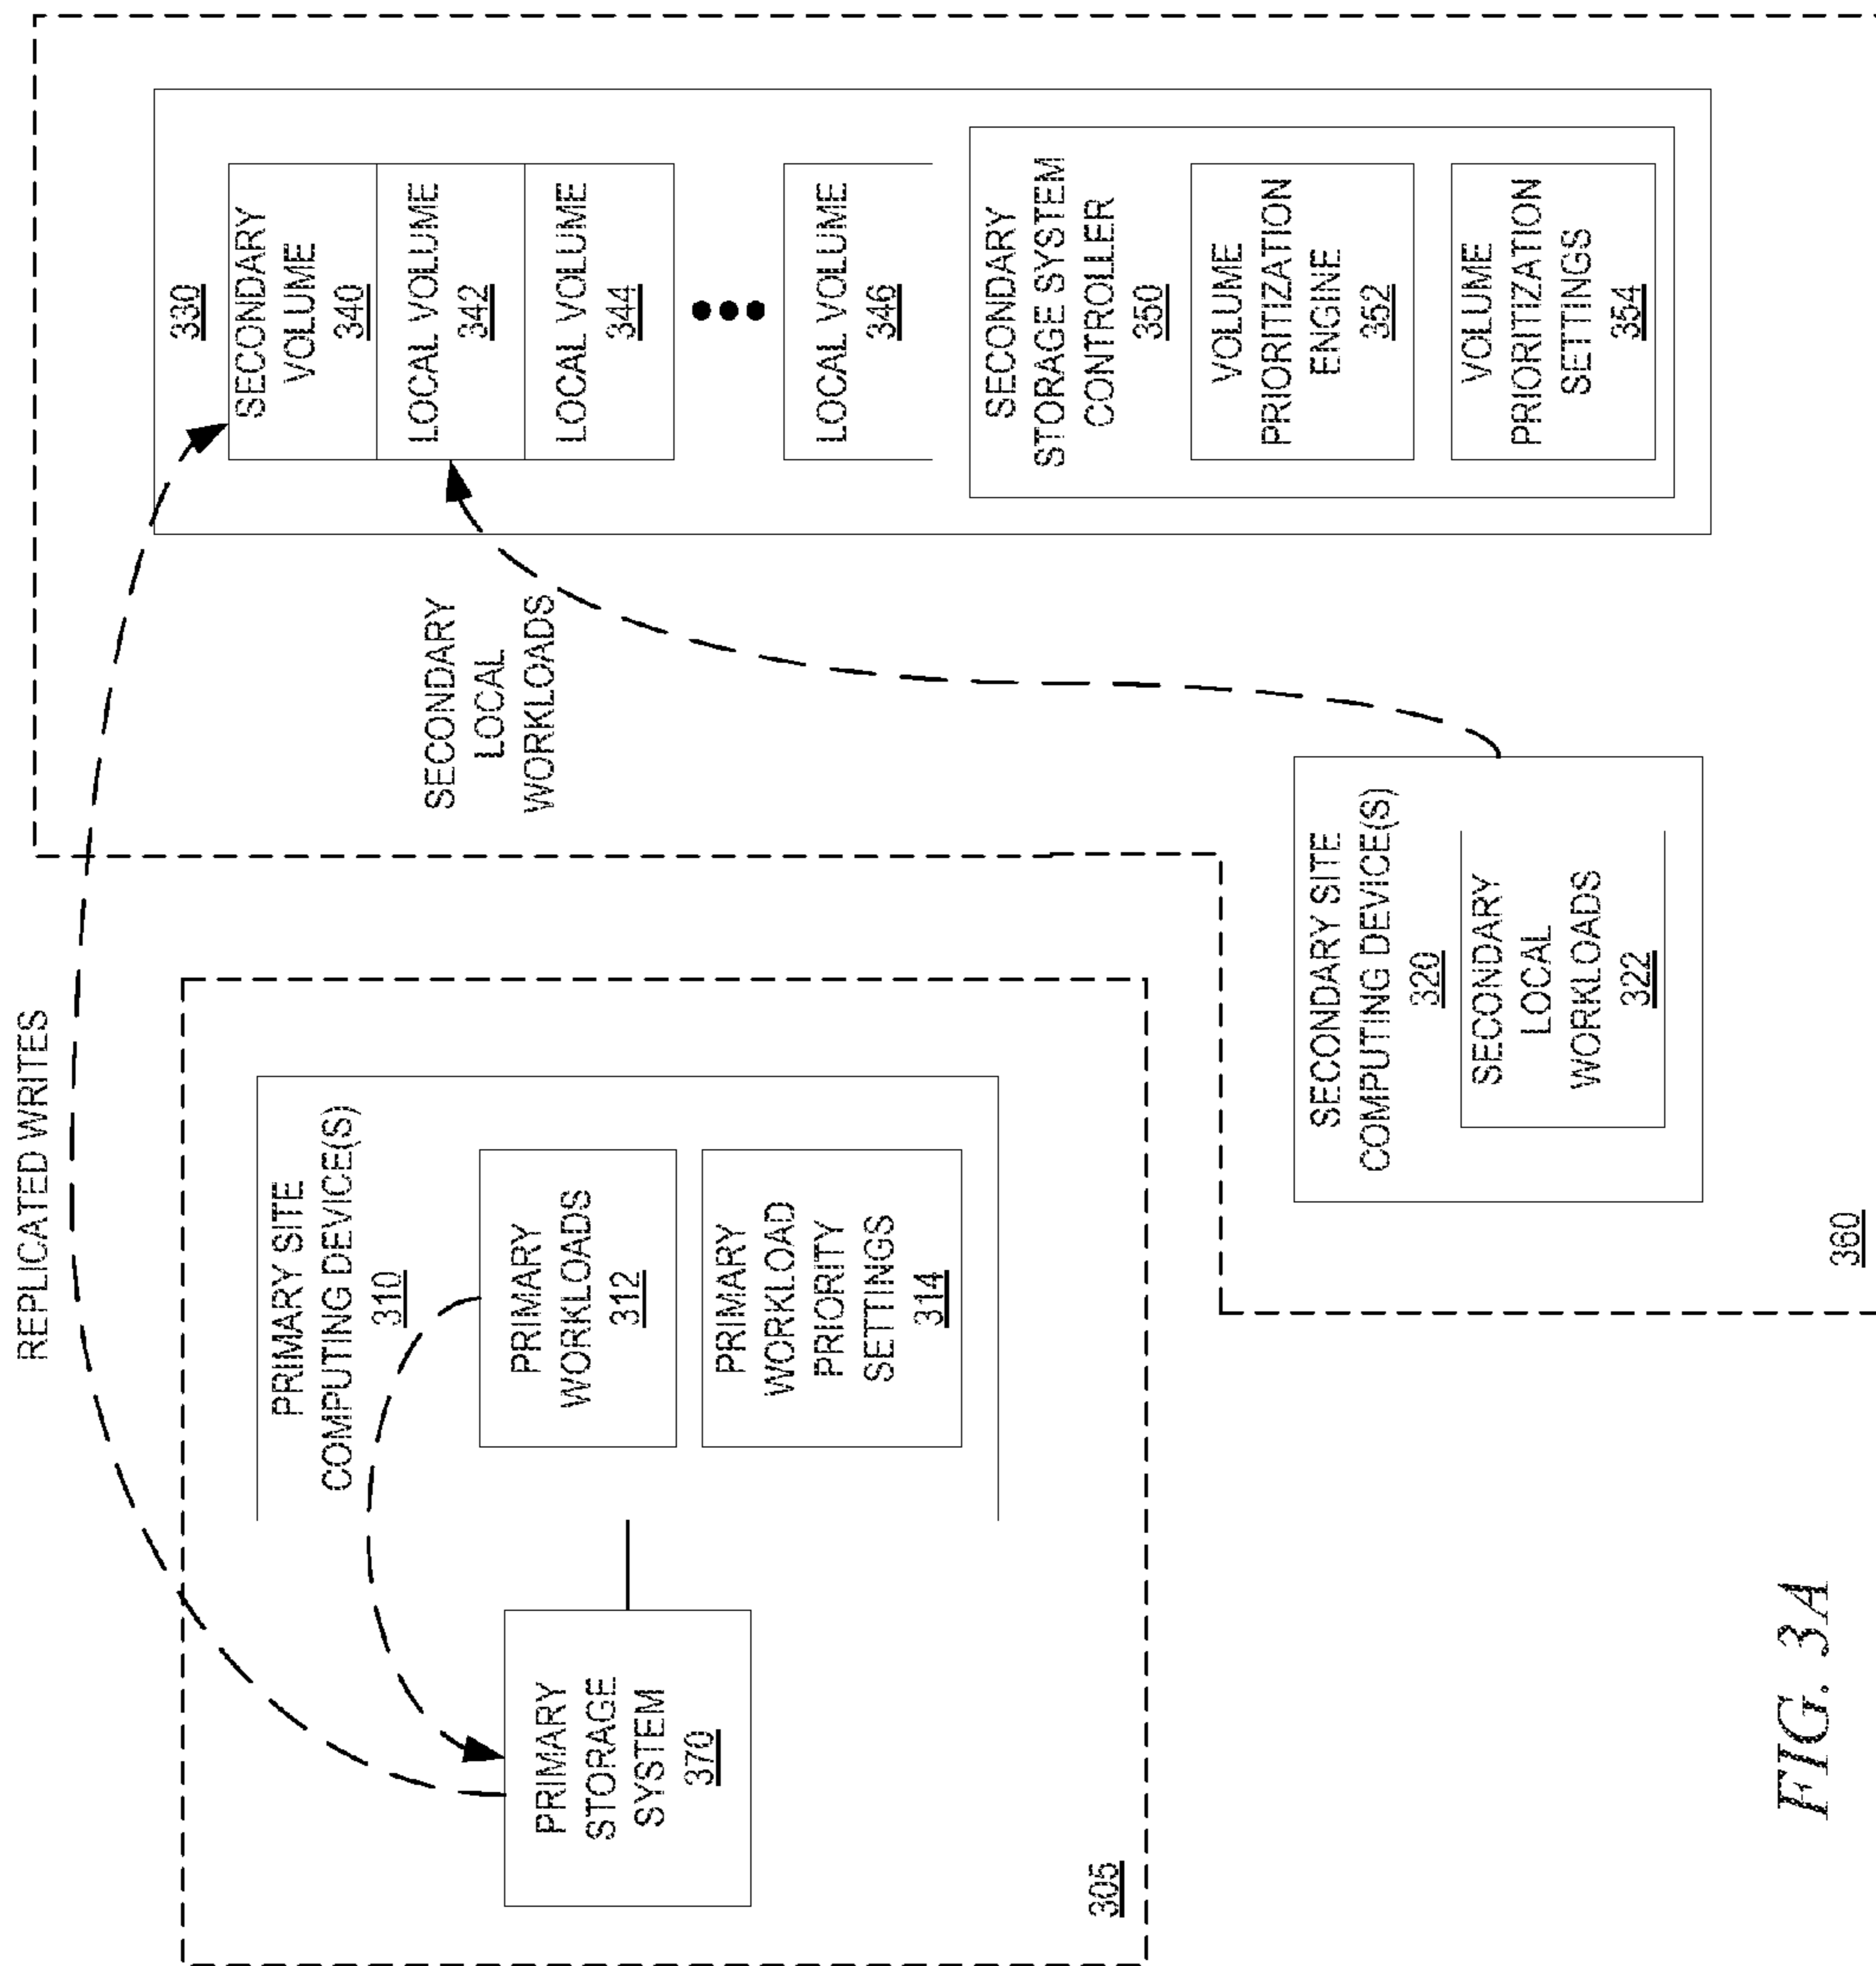 REPLICATED WRITES
PRIMARY
STORAGE
SYSTEM
370
305
PRIMARY SITE
COMPUTING DEVICE(S)
310
PRIMARY
WORKLOADS
312
PRIMARY
WORKLOAD
PRIORITY
SETTINGS
314
SECONDARY
LOCAL
WORKLOADS
330
SECONDARY
VOLUME
340
LOCAL VOLUME
342
LOCAL VOLUME
344
LOCAL VOLUME
346
SECONDARY
STORAGE SYSTEM
CONTROLLER
350
VOLUME
PRIORITIZATION
ENGINE
352
VOLUME
PRIORITIZATION
SETTINGS
354
SECONDARY SITE
COMPUTING DEVICE(S)
320
SECONDARY
LOCAL
WORKLOADS
322
360
FIG. 3A